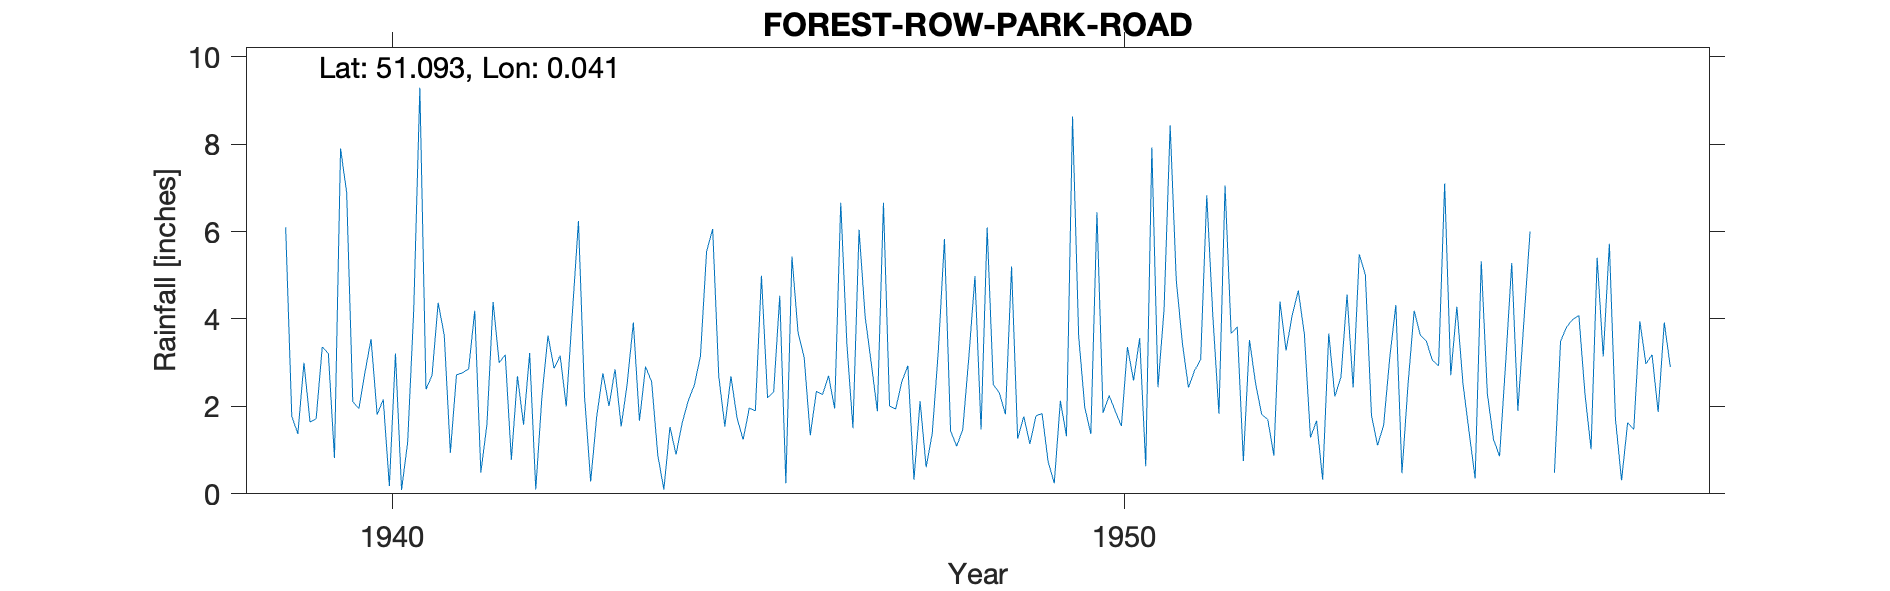 FOREST-ROW-PARK-ROAD
Lat: 51.093, Lon: 0.041
10
8
6
4
2
0
Rainfall [inches]
1940 1950
Year